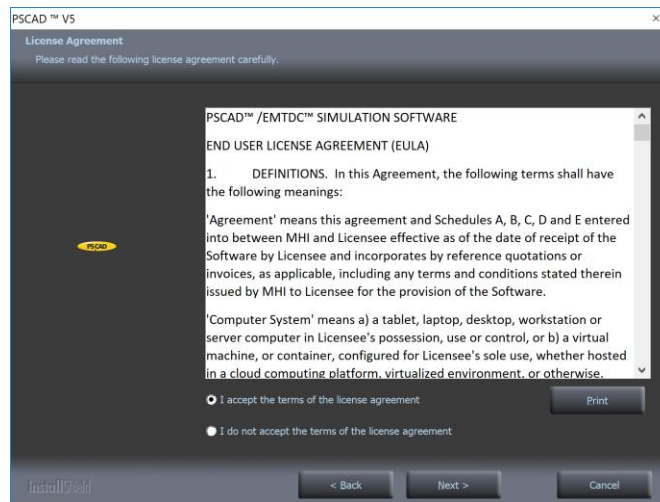 PSCAD ™ V5
License Agreement
Please read the following license agreement carefully.
PSCAD™ /EMTDC™ SIMULATION SOFTWARE
END USER LICENSE AGREEMENT (EULA)
1. DEFINITIONS. In this Agreement, the following terms shall have
the following meanings:
'Agreement' means this agreement and Schedules A, B, C, D and E entered
into between MHI and Licensee effective as of the date of receipt of the
Software by Licensee and incorporates by reference quotations or
invoices, as applicable, including any terms and conditions stated therein
issued by MHI to Licensee for the provision of the Software.
'Computer System' means a) a tablet, laptop, desktop, workstation or
server computer in Licensee's possession, use or control, or b) a virtual
machine, or container, configured for Licensee's sole use, whether hosted
in a cloud computing platform, virtualized environment, or otherwise.
PSCAD
I accept the terms of the license agreement
Print
I do not accept the terms of the license agreement
InstallShield
< Back
Next >
Cancel